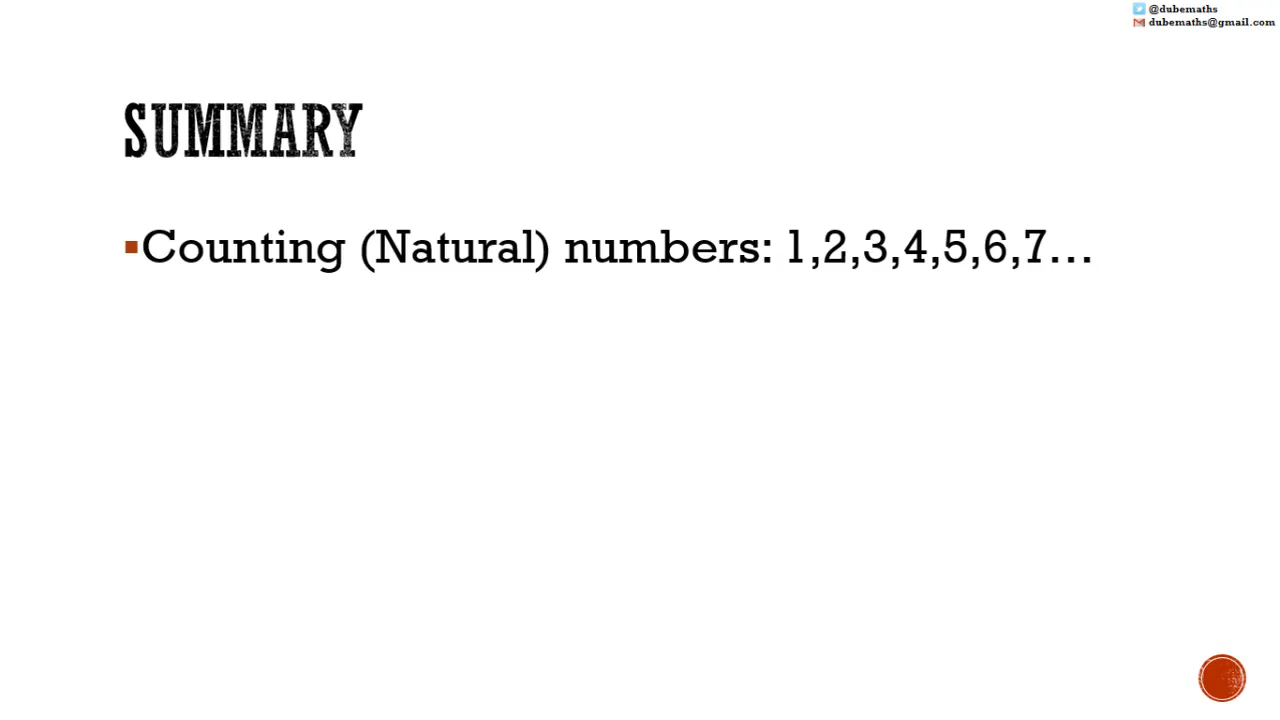 @dubemaths
dubemaths@gmail.com
SUMMARY
▪Counting (Natural) numbers: 1,2,3,4,5,6,7…